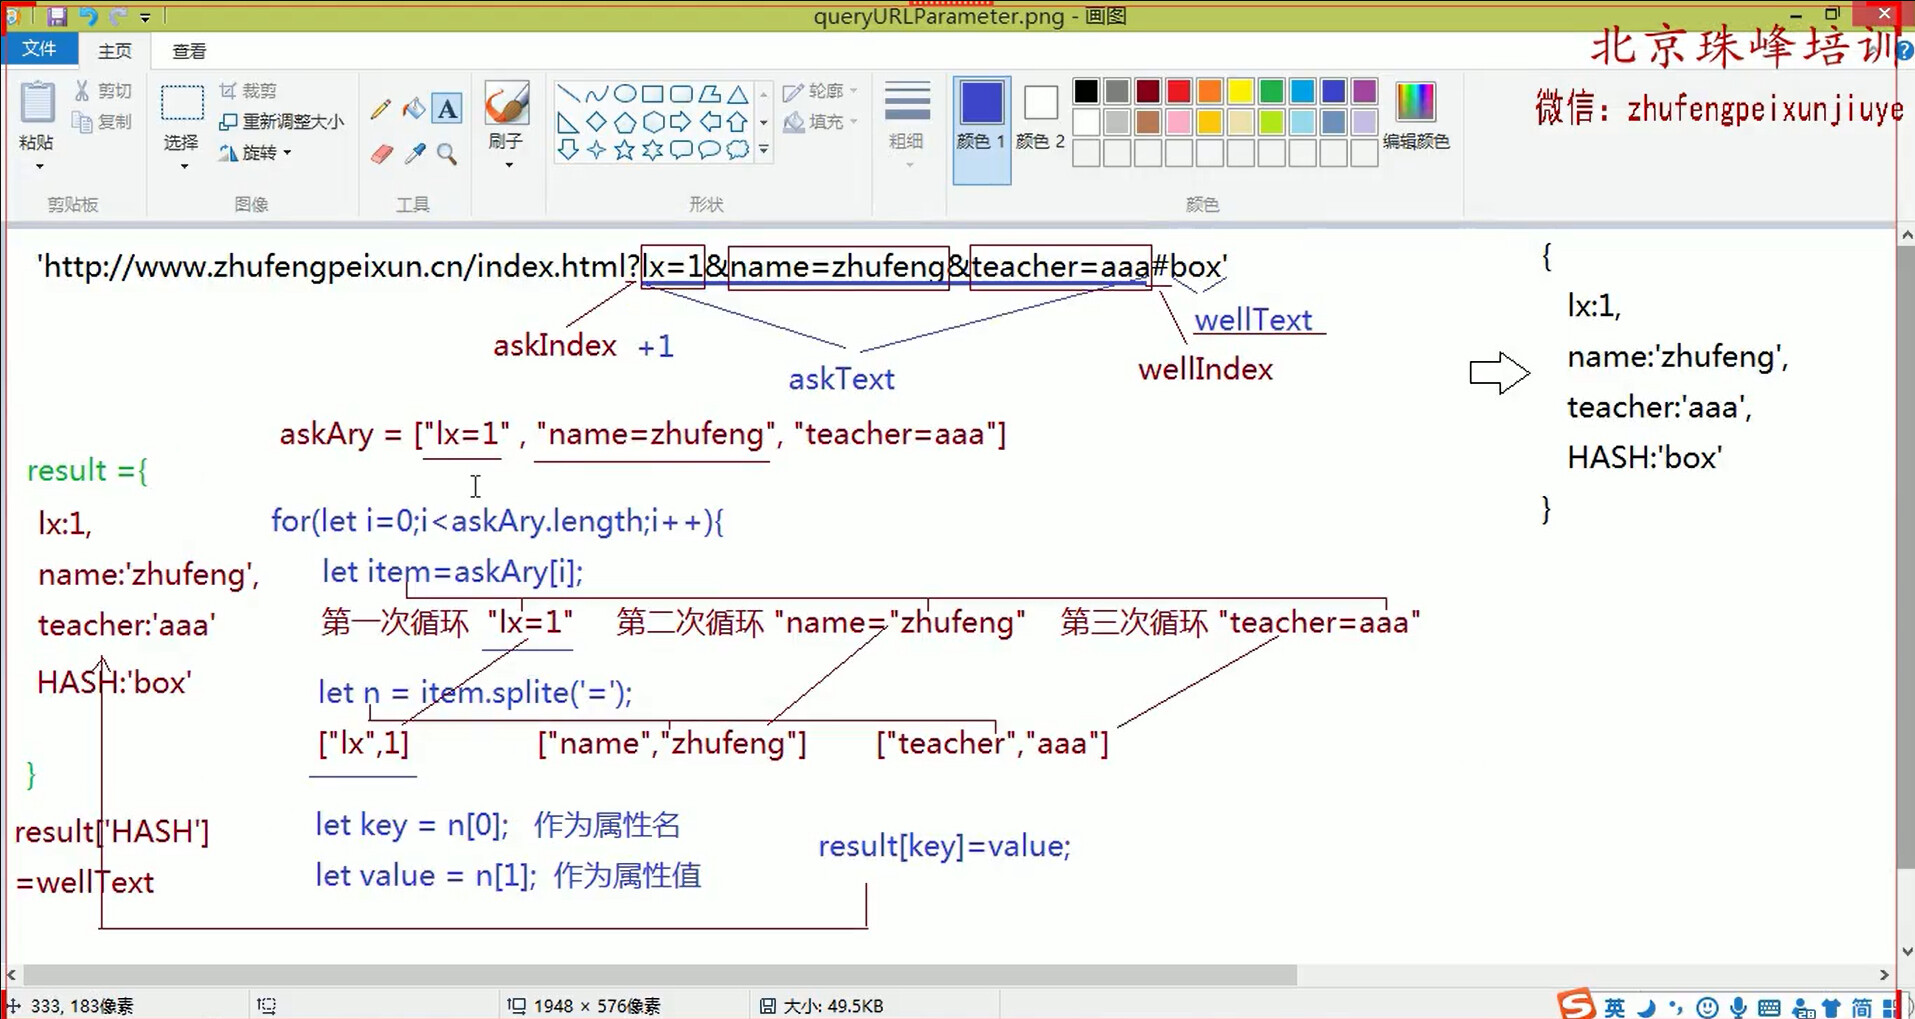 queryURLParameter.png - 画图
文件 主页 查看
北京珠峰培训
微信：zhufengpeixunjiuye
粘贴
剪切
复制
剪贴板
选择
裁剪
重新调整大小
旋转
图像
A
工具
刷子
形状
轮廓
填充
粗细
颜色 1
颜色 2
编辑颜色
颜色
'http://www.zhufengpeixun.cn/index.html?lx=1&name=zhufeng&teacher=aaa#box'
askIndex +1
askText
wellText
wellIndex
{
lx:1,
name:'zhufeng',
teacher:'aaa',
HASH:'box'
}
askAry = ["lx=1" , "name=zhufeng", "teacher=aaa"]
result ={
lx:1,
name:'zhufeng',
teacher:'aaa'
HASH:'box'
}
result['HASH']
=wellText
for(let i=0;i<askAry.length;i++){
let item=askAry[i];
第一次循环 "lx=1" 第二次循环 "name="zhufeng" 第三次循环 "teacher=aaa"
let n = item.splite('=');
["lx",1] ["name","zhufeng"] ["teacher","aaa"]
let key = n[0]; 作为属性名
let value = n[1]; 作为属性值
result[key]=value;
333, 183像素
1948 × 576像素
大小: 49.5KB
英
简